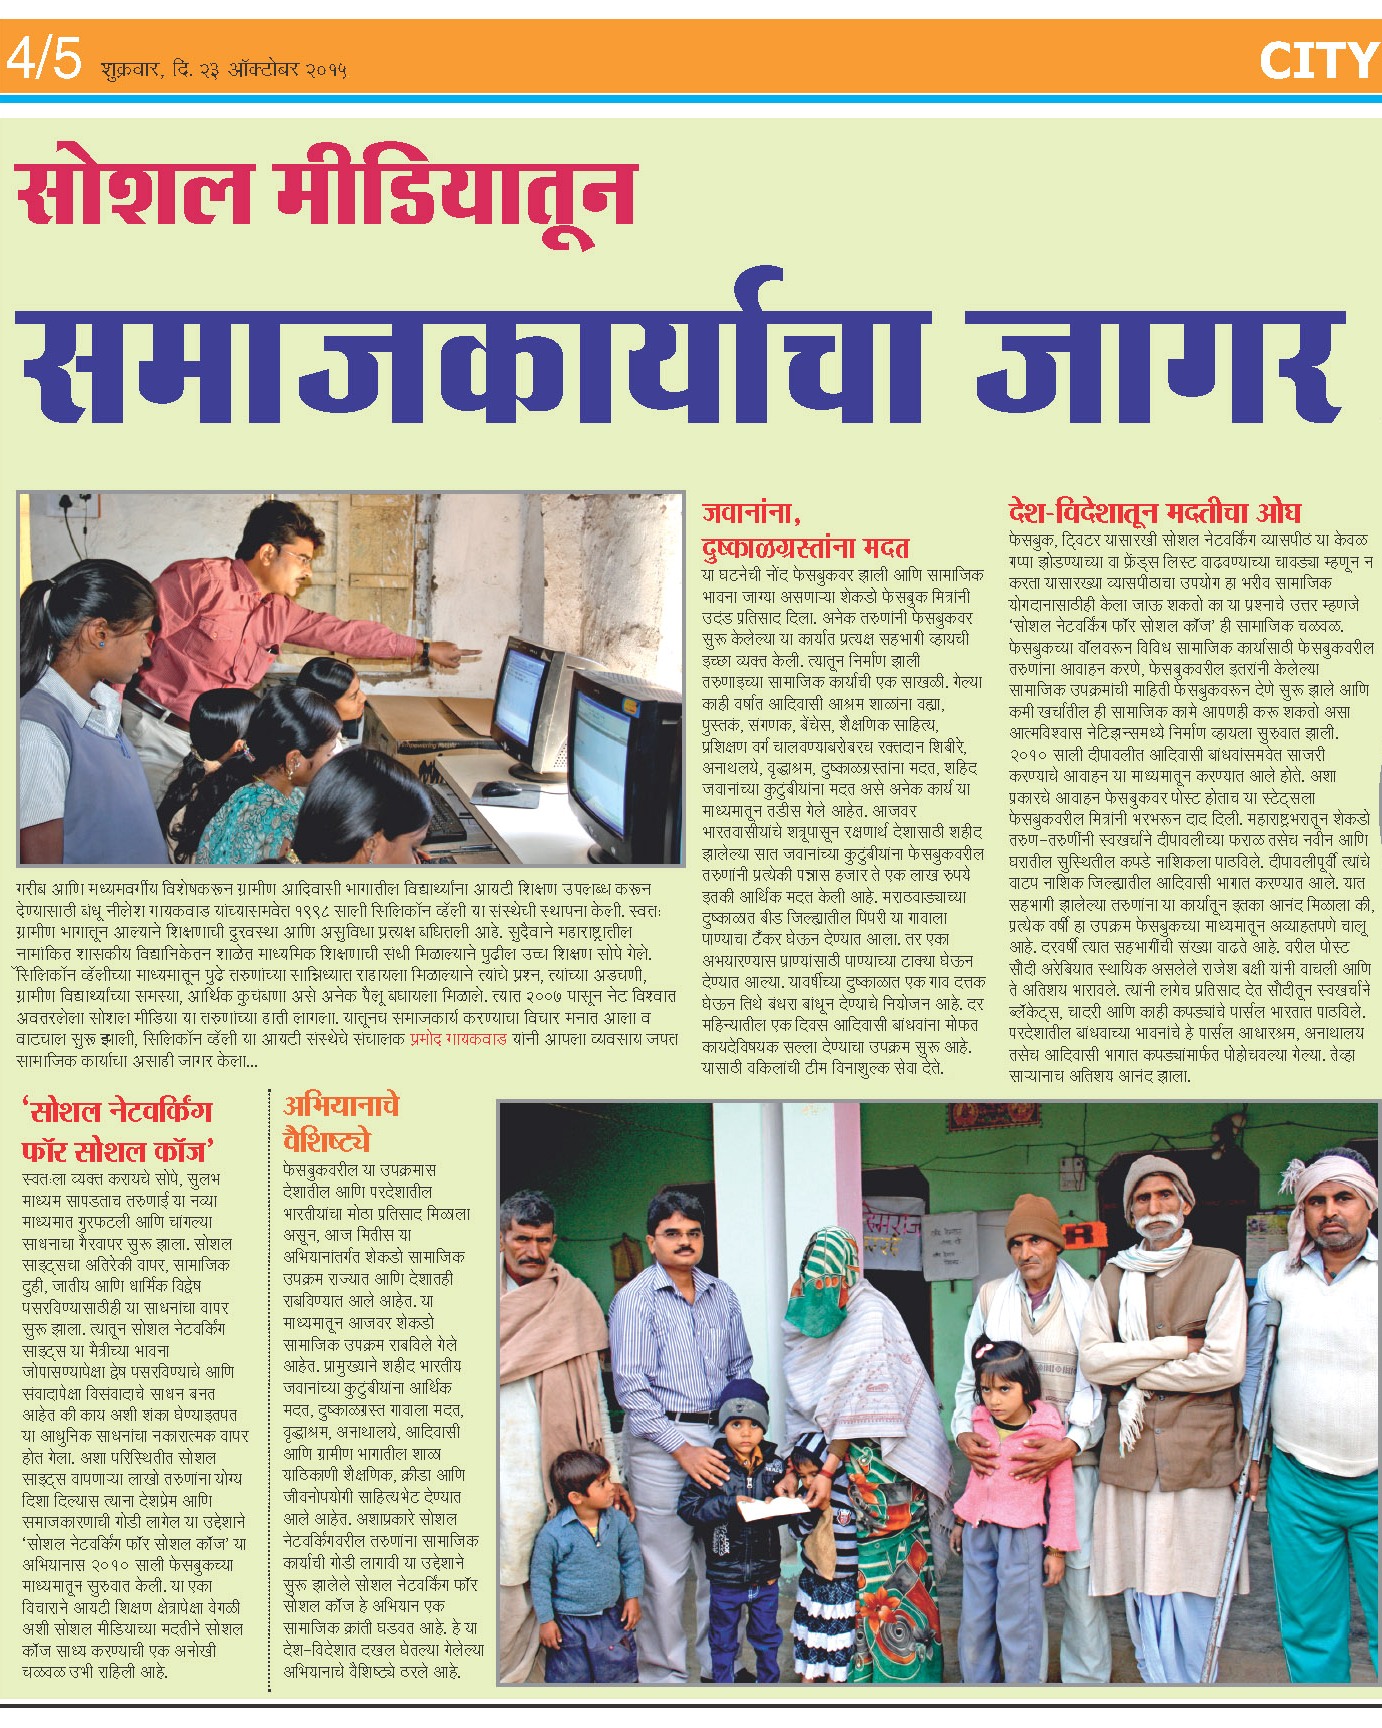 4/5 शुक्रवार, दि. २३ ऑक्टोबर २०१५ CITY
सोशल मीडियातून
समाजकार्याचा जागर
गरीब आणि मध्यमवर्गीय विशेषकरून ग्रामीण आदिवासी भागातील विद्यार्थ्यांना आयटी शिक्षण उपलब्ध करून
देण्यासाठी बंधू नीलेश गायकवाड यांच्यासमवेत १९९८ साली सिलिकॉन व्हॅली या संस्थेची स्थापना केली. स्वतः
ग्रामीण भागातून आल्याने शिक्षणाची दुरवस्था आणि असुविधा प्रत्यक्ष बघितली आहे. सुदैवाने महाराष्ट्रातील
नामांकित शासकीय विद्यानिकेतन शाळेत माध्यमिक शिक्षणाची संधी मिळाल्याने पुढील उच्च शिक्षण सोपे गेले.
सिलिकॉन व्हॅलीच्या माध्यमातून पुढे तरुणांच्या सान्निध्यात राहायला मिळाल्याने त्यांचे प्रश्न, त्यांच्या अडचणी,
ग्रामीण विद्यार्थ्यांच्या समस्या, आर्थिक कुचंबणा असे अनेक पैलू बघायला मिळाले. त्यात २००७ पासून नेट विश्वात
अवतरलेला सोशल मीडिया या तरुणांच्या हाती लागला. यातूनच समाजकार्य करण्याचा विचार मनात आला व
वाटचाल सुरू झाली, सिलिकॉन व्हॅली या आयटी संस्थेचे संचालक प्रमोद गायकवाड यांनी आपला व्यवसाय जपत
सामाजिक कार्याचा असाही जागर केला...
‘सोशल नेटवर्किंग
फॉर सोशल कॉज’
स्वतःला व्यक्त करायचे सोपे, सुलभ
माध्यम सापडताच तरुणाई या नव्या
माध्यमात गुरफटली आणि चांगल्या
साधनाचा गैरवापर सुरू झाला. सोशल
साइट्सचा अतिरेकी वापर, सामाजिक
दुही, जातीय आणि धार्मिक विद्वेष
पसरविण्यासाठीही या साधनांचा वापर
सुरू झाला. त्यातून सोशल नेटवर्किंग
साइट्स या मैत्रीच्या भावना
जोपासण्यापेक्षा द्वेष पसरविण्याचे आणि
संवादापेक्षा विसंवादाचे साधन बनत
आहेत की काय अशी शंका घेण्याइतपत
या आधुनिक साधनांचा नकारात्मक वापर
होत गेला. अशा परिस्थितीत सोशल
साइट्स वापणाऱ्या लाखो तरुणांना योग्य
दिशा दिल्यास त्याना देशप्रेम आणि
समाजकारणाची गोडी लागेल या उद्देशाने
‘सोशल नेटवर्किंग फॉर सोशल कॉज’ या
अभियानास २०१० साली फेसबुकच्या
माध्यमातून सुरुवात केली. या एका
विचाराने आयटी शिक्षण क्षेत्रापेक्षा वेगळी
अशी सोशल मीडियाच्या मदतीने सोशल
कॉज साध्य करण्याची एक अनोखी
चळवळ उभी राहिली आहे.
अभियानाचे
वैशिष्ट्ये
फेसबुकवरील या उपक्रमास
देशातील आणि परदेशातील
भारतीयांचा मोठा प्रतिसाद मिळाला
असून, आज मितीस या
अभियानांतर्गत शेकडो सामाजिक
उपक्रम राज्यात आणि देशातही
राबविण्यात आले आहेत. या
माध्यमातून आजवर शेकडो
सामाजिक उपक्रम राबविले गेले
आहेत. प्रामुख्याने शहीद भारतीय
जवानांच्या कुटुंबीयांना आर्थिक
मदत, दुष्काळग्रस्त गावाला मदत,
वृद्धाश्रम, अनाथालये, आदिवासी
आणि ग्रामीण भागातील शाळा
याठिकाणी शैक्षणिक, क्रीडा आणि
जीवनोपयोगी साहित्यभेट देण्यात
आले आहेत. अशाप्रकारे सोशल
नेटवर्किंगवरील तरुणांना सामाजिक
कार्याची गोडी लागावी या उद्देशाने
सुरू झालेले सोशल नेटवर्किंग फॉर
सोशल कॉज हे अभियान एक
सामाजिक क्रांती घडवत आहे. हे या
देश-विदेशात दखल घेतल्या गेलेल्या
अभियानाचे वैशिष्ट्ये ठरले आहे.
जवानांना,
दुष्काळग्रस्तांना मदत
या घटनेची नोंद फेसबुकवर झाली आणि सामाजिक
भावना जाग्या असणाऱ्या शेकडो फेसबुक मित्रांनी
उदंड प्रतिसाद दिला. अनेक तरुणांनी फेसबुकवर
सुरू केलेल्या या कार्यात प्रत्यक्ष सहभागी व्हायची
इच्छा व्यक्त केली. त्यातून निर्माण झाली
तरुणाइच्या सामाजिक कार्याची एक साखळी. गेल्या
काही वर्षात आदिवासी आश्रम शाळांना वह्या,
पुस्तकं, संगणक, बेंचेस, शैक्षणिक साहित्य,
प्रशिक्षण वर्ग चालवण्याबरोबरच रक्तदान शिबीरे,
अनाथलये, वृद्धाश्रम, दुष्काळग्रस्तांना मदत, शहिद
जवानांच्या कुटुंबीयांना मदत असे अनेक कार्य या
माध्यमातून तडीस गेले आहेत. आजवर
भारतवासीयांचे शत्रूपासून रक्षणार्थ देशासाठी शहीद
झालेल्या सात जवानांच्या कुटुंबीयांना फेसबुकवरील
तरुणांनी प्रत्येकी पन्नास हजार ते एक लाख रुपये
इतकी आर्थिक मदत केली आहे. मराठवाड्याच्या
दुष्काळात बीड जिल्ह्यातील पिंपरी या गावाला
पाण्याचा टँकर घेऊन देण्यात आला. तर एका
अभयारण्यास प्राण्यांसाठी पाण्याच्या टाक्या घेऊन
देण्यात आल्या. यावर्षीच्या दुष्काळात एक गाव दत्तक
घेऊन तिथे बंधारा बांधून देण्याचे नियोजन आहे. दर
महिन्यातील एक दिवस आदिवासी बांधवांना मोफत
कायदेविषयक सल्ला देण्याचा उपक्रम सुरू आहे.
यासाठी वकिलांची टीम विनाशुल्क सेवा देते.
देश-विदेशातून मदतीचा ओघ
फेसबुक, ट्विटर यासारखी सोशल नेटवर्किंग व्यासपीठं या केवळ
गप्पा झोडण्याच्या वा फ्रेंड्स लिस्ट वाढवण्याच्या चावड्या म्हणून न
करता यासारख्या व्यासपीठाचा उपयोग हा भरीव सामाजिक
योगदानासाठीही केला जाऊ शकतो का या प्रश्नाचे उत्तर म्हणजे
‘सोशल नेटवर्किंग फॉर सोशल कॉज’ ही सामाजिक चळवळ.
फेसबुकच्या वॉलवरून विविध सामाजिक कार्यासाठी फेसबुकवरील
तरुणांना आवाहन करणे, फेसबुकवरील इतरांनी केलेल्या
सामाजिक उपक्रमांची माहिती फेसबुकवरून देणे सुरू झाले आणि
कमी खर्चातील ही सामाजिक कामे आपणही करू शकतो असा
आत्मविश्वास नेटिझन्समध्ये निर्माण व्हायला सुरुवात झाली.
२०१० साली दीपावलीत आदिवासी बांधवांसमवेत साजरी
करण्याचे आवाहन या माध्यमातून करण्यात आले होते. अशा
प्रकारचे आवाहन फेसबुकवर पोस्ट होताच या स्टेट्सला
फेसबुकवरील मित्रांनी भरभरून दाद दिली. महाराष्ट्रभरातून शेकडो
तरुण-तरुणींनी स्वखर्चाने दीपावलीच्या फराळ तसेच नवीन आणि
घरातील सुस्थितील कपडे नाशिकला पाठविले. दीपावलीपूर्वी त्यांचे
वाटप नाशिक जिल्ह्यातील आदिवासी भागात करण्यात आले. यात
सहभागी झालेल्या तरुणांना या कार्यातून इतका आनंद मिळाला की,
प्रत्येक वर्षी हा उपक्रम फेसबुकच्या माध्यमातून अव्याहतपणे चालू
आहे. दरवर्षी त्यात सहभागींची संख्या वाढते आहे. वरील पोस्ट
सौदी अरेबियात स्थायिक असलेले राजेश बक्षी यांनी वाचली आणि
ते अतिशय भारावले. त्यांनी लगेच प्रतिसाद देत सौदीतून स्वखर्चाने
ब्लँकेट्स, चादरी आणि काही कपड्यांचे पार्सल भारतात पाठविले.
परदेशातील बांधवाच्या भावनांचे हे पार्सल आधारश्रम, अनाथालय
तसेच आदिवासी भागात कपड्यांमार्फत पोहोचवल्या गेल्या. तेव्हा
साऱ्यानाच अतिशय आनंद झाला.